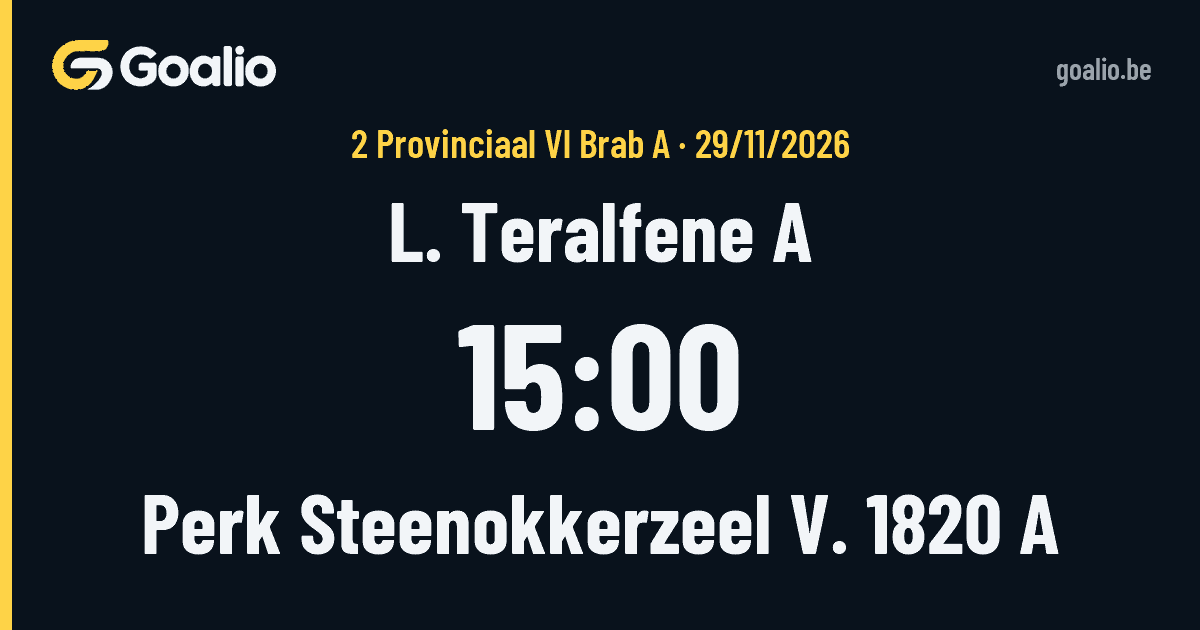 Goalio
goalio.be
2 Provinciaal Vl Brab A · 29/11/2026
L. Teralfene A
15:00
Perk Steenokkerzeel V. 1820 A